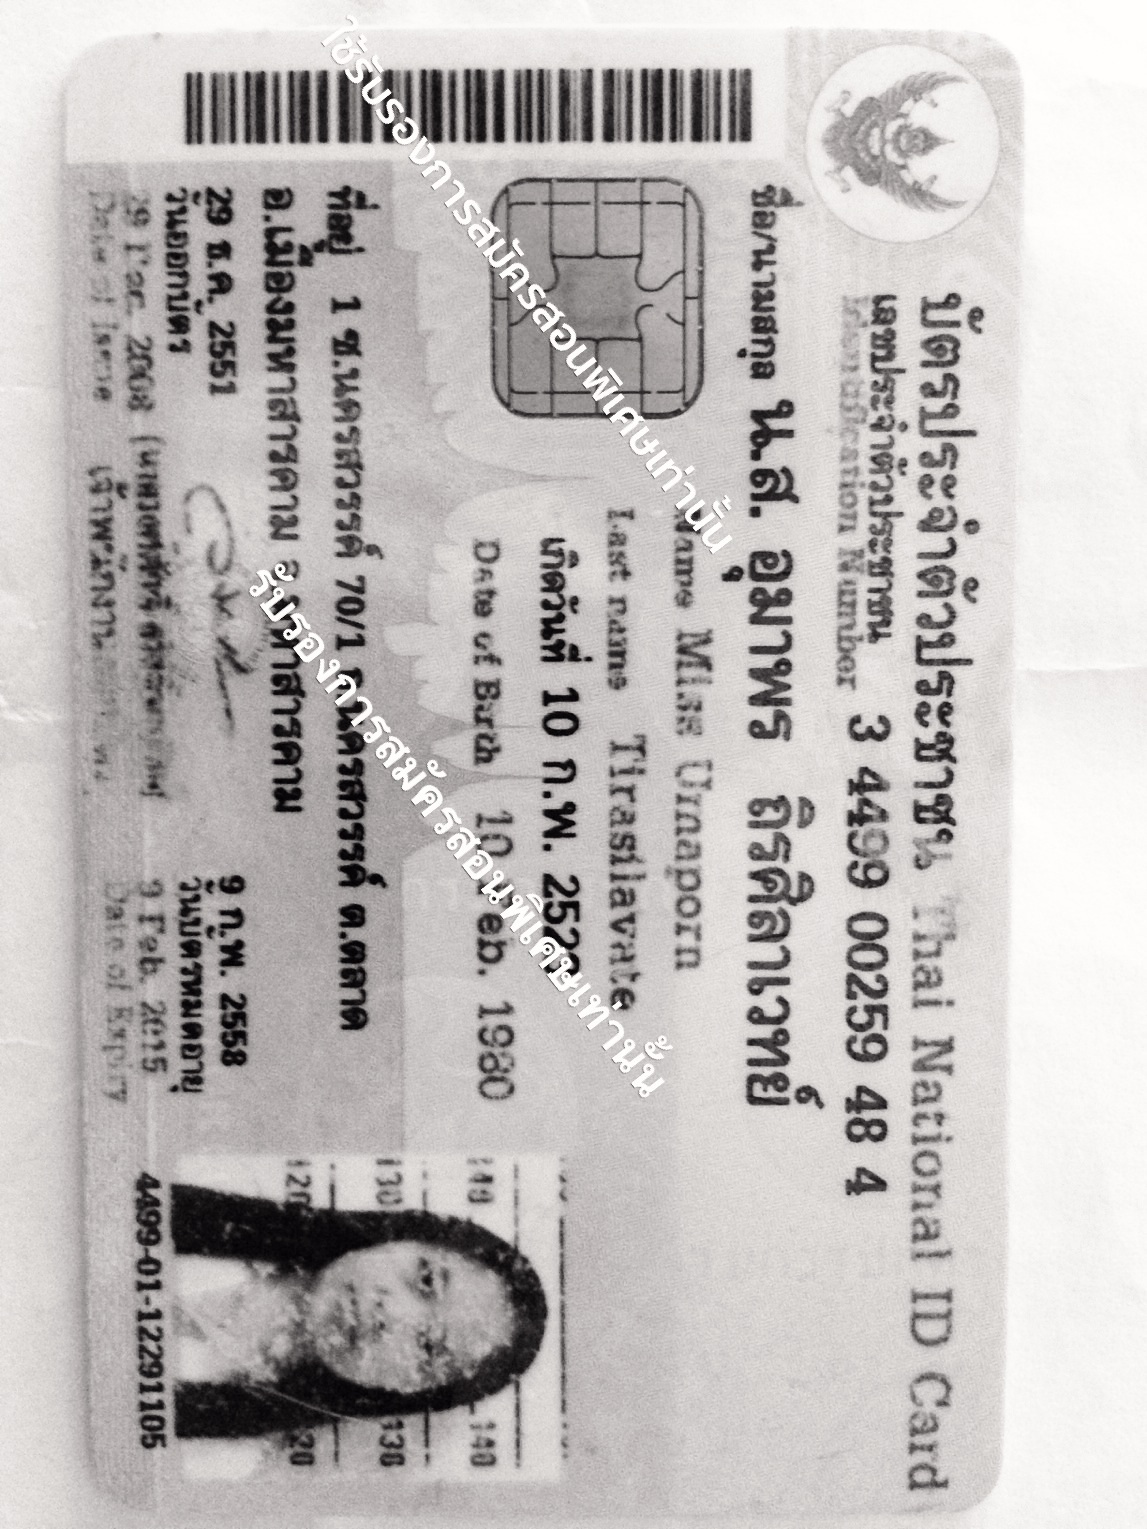 บัตรประจำตัวประชาชน Thai National ID Card
เลขประจำตัวประชาชน 3 4499 00259 48 4
Identification Number
ชื่อ/นามสกุล น.ส. อุมาพร ถิรศิลาเวทย์
Name Miss Umaporn
Last name Tirasilavate
เกิดวันที่ 10 ก.พ.
Date of Birth 10 Feb. 1980
ที่อยู่ 1 ซ.นครสวรรค์ 70/1 ถ.นครสวรรค์ ต.ตลาด
อ.เมืองมหาสารคาม จ.มหาสารคาม
29 ธ.ค. 2551
วันออกบัตร
29 Dec. 2008
Date of Issue
เจ้าพนักงานออกบัตร
9 ก.พ. 2558
วันบัตรหมดอายุ
9 Feb. 2015
Date of Expiry
140 140
130 130
120 120
4499-01-12291105
ใช้รับรองการสมัครสอนพิเศษเท่านั้น
รับรองการสมัครสอนพิเศษเท่านั้น